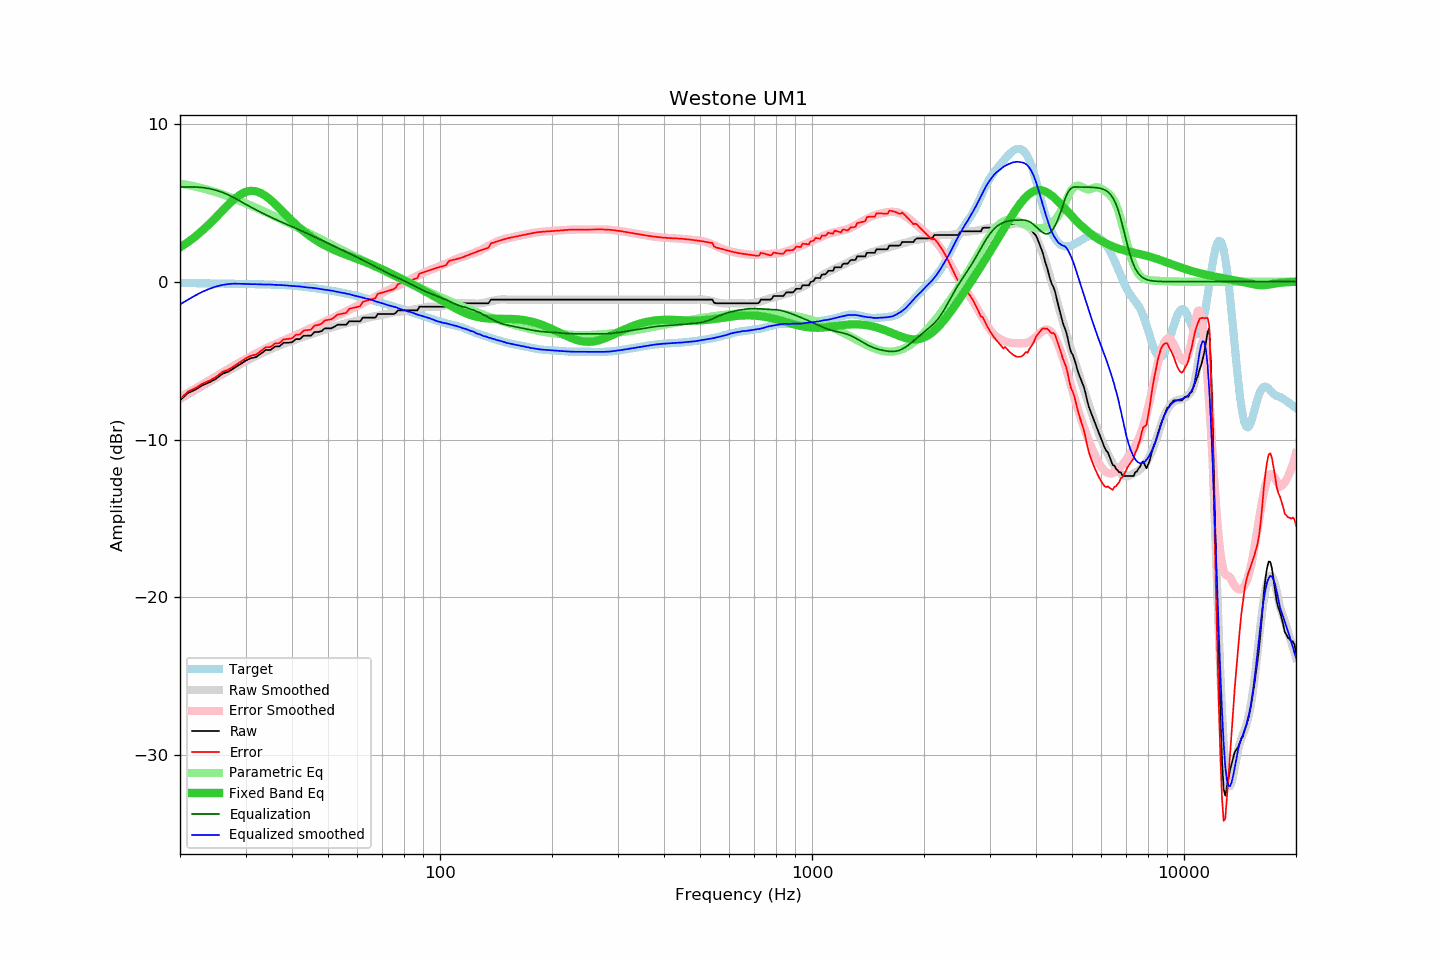 Westone UM1
10
0
−10
−20
−30
Amplitude (dBr)
100
1000
10000
Frequency (Hz)
Target
Raw Smoothed
Error Smoothed
Raw
Error
Parametric Eq
Fixed Band Eq
Equalization
Equalized smoothed